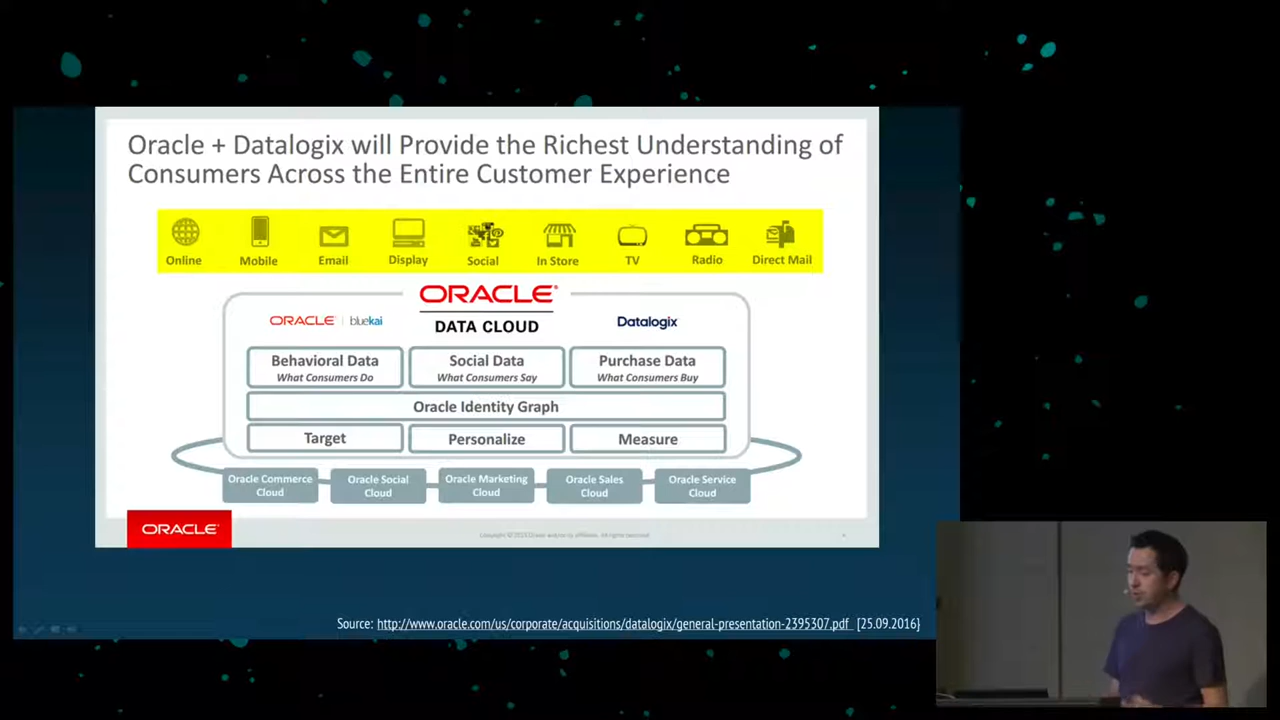 Oracle + Datalogix will Provide the Richest Understanding of
Consumers Across the Entire Customer Experience
Online
Mobile
Email
Display
Social
In Store
TV
Radio
Direct Mail
ORACLE | bluekai
ORACLE
DATA CLOUD
Datalogix
Behavioral Data
What Consumers Do
Social Data
What Consumers Say
Purchase Data
What Consumers Buy
Oracle Identity Graph
Target
Personalize
Measure
Oracle Commerce
Cloud
Oracle Social
Cloud
Oracle Marketing
Cloud
Oracle Sales
Cloud
Oracle Service
Cloud
ORACLE
Source: http://www.oracle.com/us/corporate/acquisitions/datalogix/general-presentation-2395307.pdf [25.09.2016]